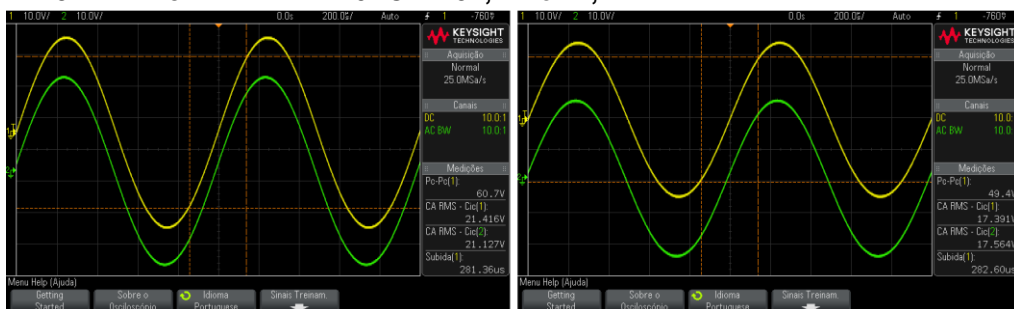 1 10.0V/ 2 10.0V/ 0.0s 200.0s/ Auto 1 -760
KEYSIGHT
TECHNOLOGIES
Aquisição
Normal
25.0MSa/s
Canais
DC 10.0:1
AC BW 10.0:1
Medições
Pc-Pc(1):
60.7V
CA RMS - Cic(1):
21.416V
CA RMS - Cic(2):
21.127V
Subida(1):
281.36us
Menu Help (Ajuda)
Getting Started
Sobre o Osciloscópio
Idioma Portuguese
Sinais Treinam.
1 10.0V/ 2 10.0V/ 0.0s 200.0s/ Auto 1 -760
KEYSIGHT
TECHNOLOGIES
Aquisição
Normal
25.0MSa/s
Canais
DC 10.0:
AC BW 10.0:
Medições
Pc-Pc(1):
49.4V
CA RMS - Cic(1):
17.391V
CA RMS - Cic(2):
17.564V
Subida(1):
282.60us
Menu Help (Ajuda)
Getting Started
Sobre o Osciloscópio
Idioma Portuguese
Sinais Treinam.